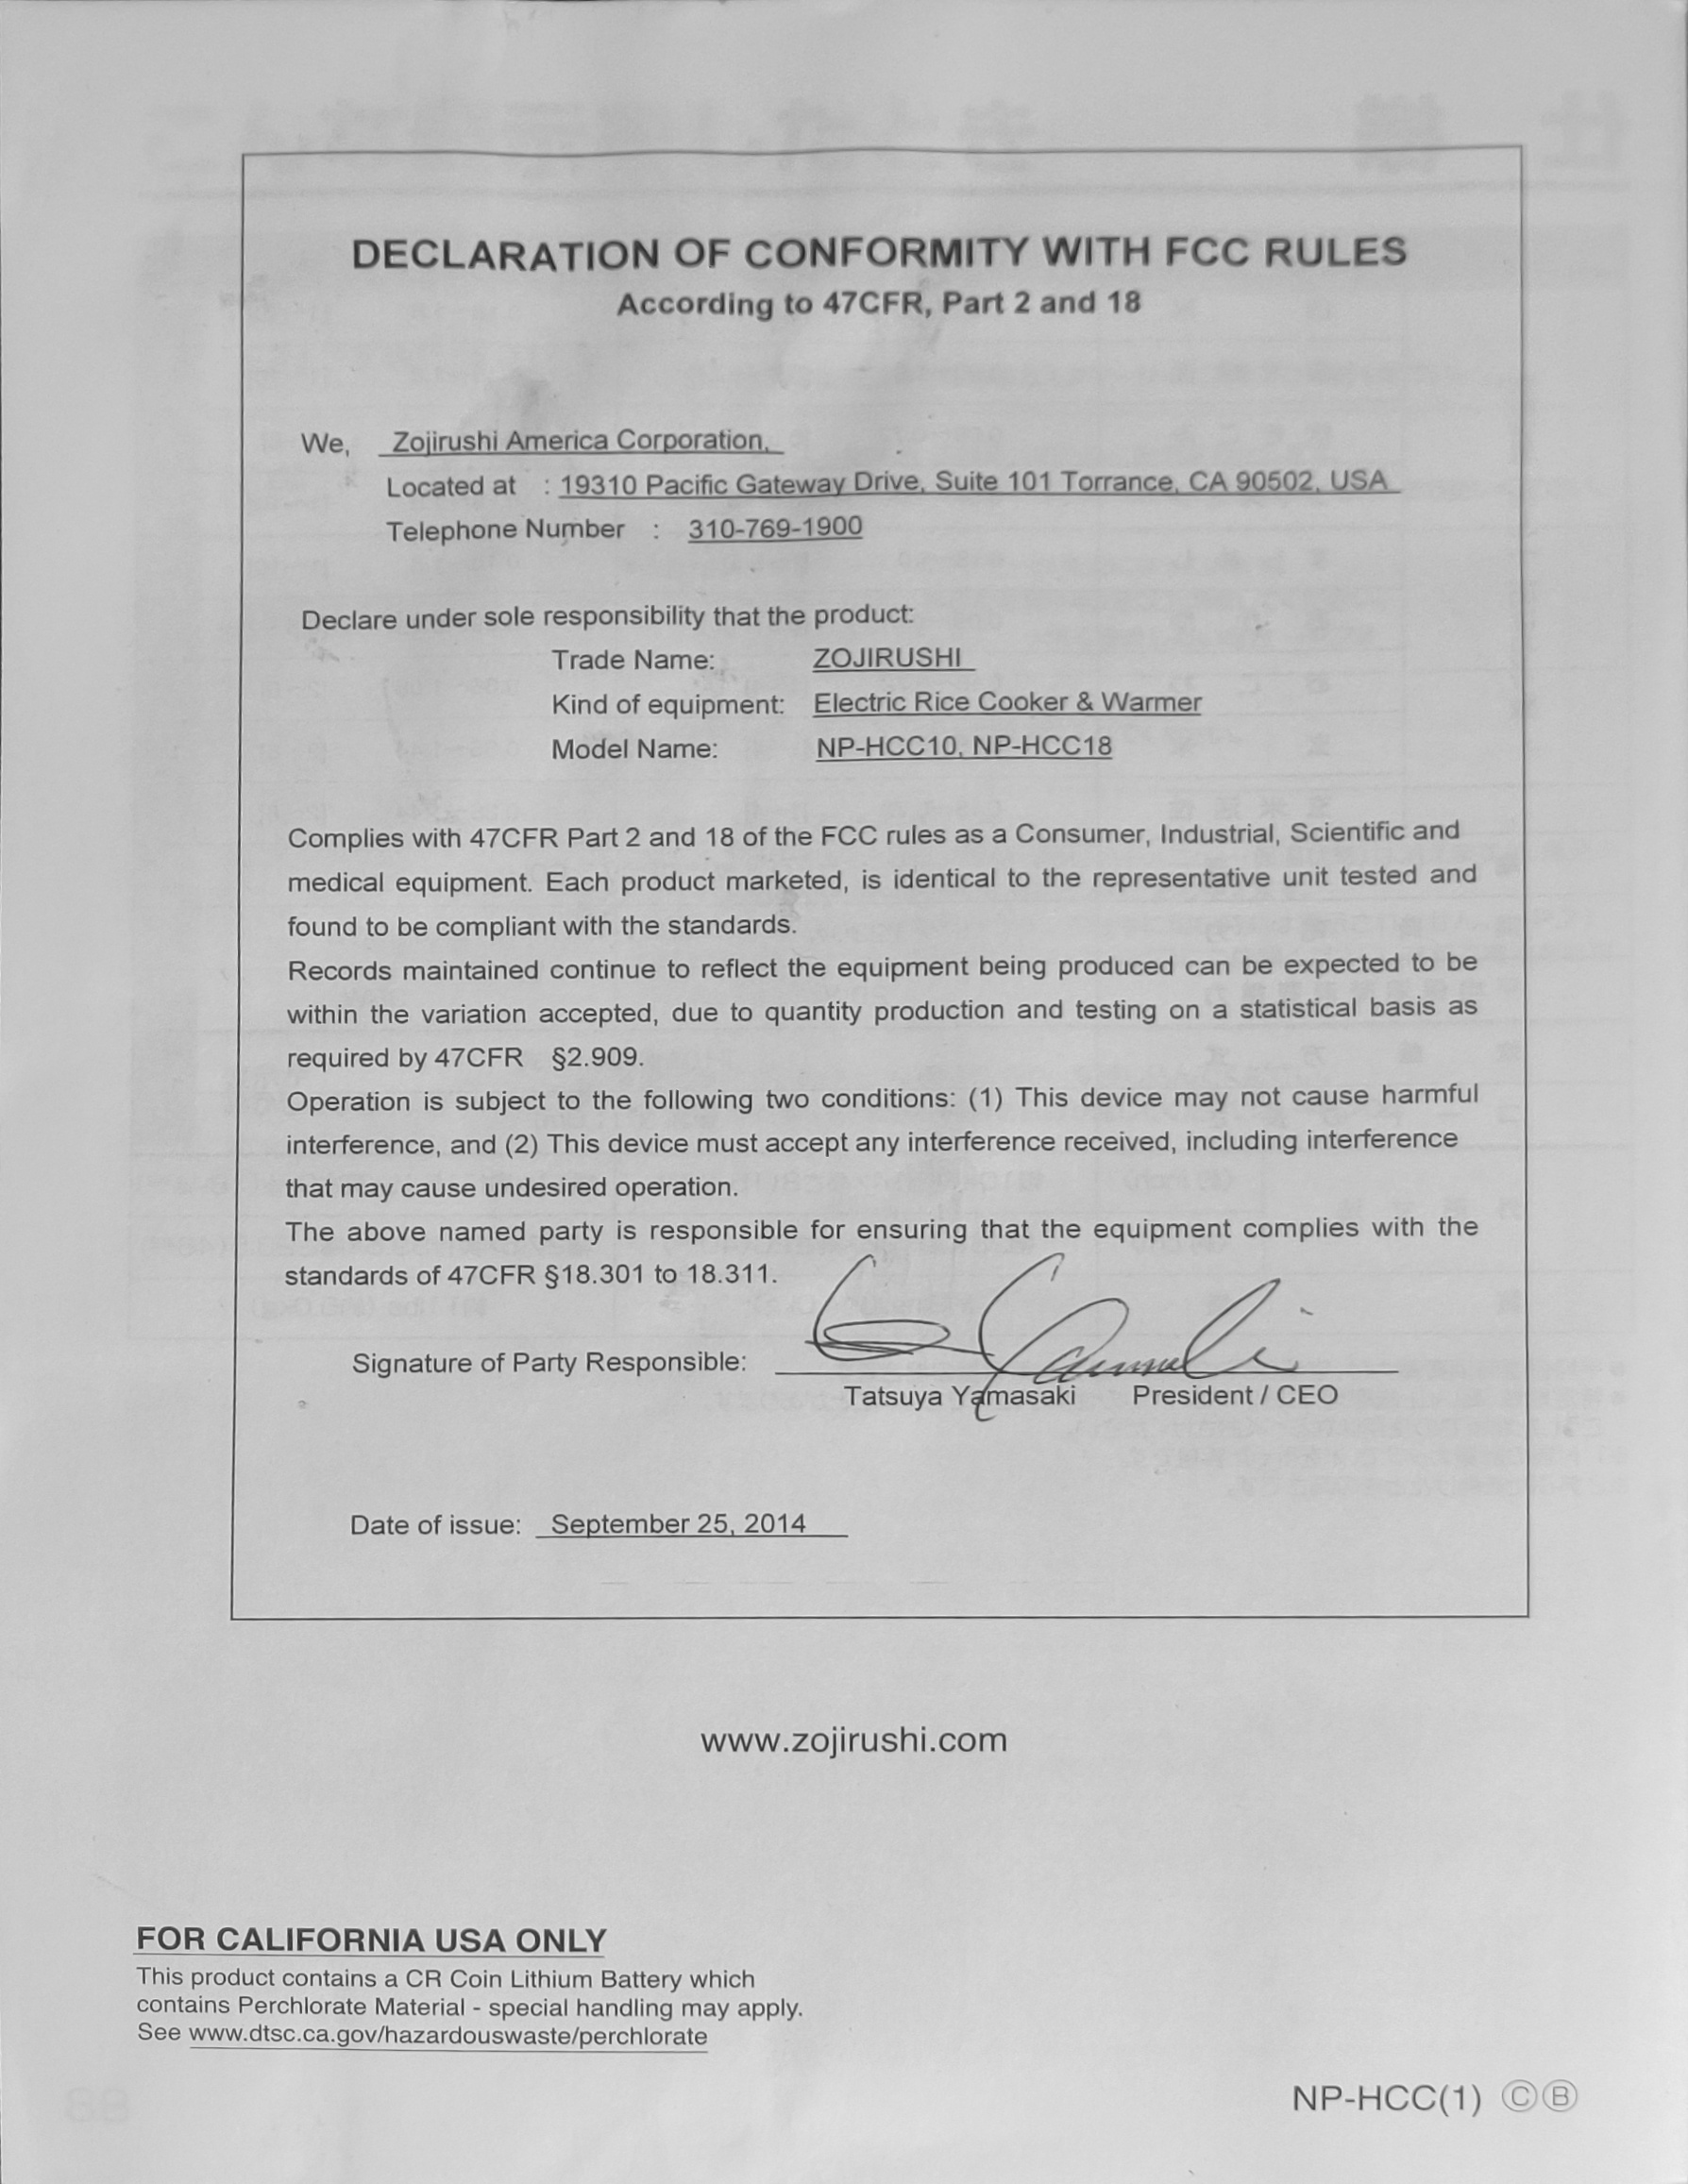 DECLARATION OF CONFORMITY WITH FCC RULES
According to 47CFR, Part 2 and 18
We, Zojirushi America Corporation,
Located at : 19310 Pacific Gateway Drive, Suite 101 Torrance, CA 90502, USA
Telephone Number : 310-769-1900
Declare under sole responsibility that the product:
Trade Name: ZOJIRUSHI
Kind of equipment: Electric Rice Cooker & Warmer
Model Name: NP-HCC10, NP-HCC18
Complies with 47CFR Part 2 and 18 of the FCC rules as a Consumer, Industrial, Scientific and
medical equipment. Each product marketed, is identical to the representative unit tested and
found to be compliant with the standards.
Records maintained continue to reflect the equipment being produced can be expected to be
within the variation accepted, due to quantity production and testing on a statistical basis as
required by 47CFR §2.909.
Operation is subject to the following two conditions: (1) This device may not cause harmful
interference, and (2) This device must accept any interference received, including interference
that may cause undesired operation.
The above named party is responsible for ensuring that the equipment complies with the
standards of 47CFR §18.301 to 18.311.
Signature of Party Responsible:
Tatsuya Yamasaki President / CEO
Date of issue: September 25, 2014
www.zojirushi.com
FOR CALIFORNIA USA ONLY
This product contains a CR Coin Lithium Battery which
contains Perchlorate Material - special handling may apply.
See www.dtsc.ca.gov/hazardouswaste/perchlorate
NP-HCC(1) ⒸⒷ